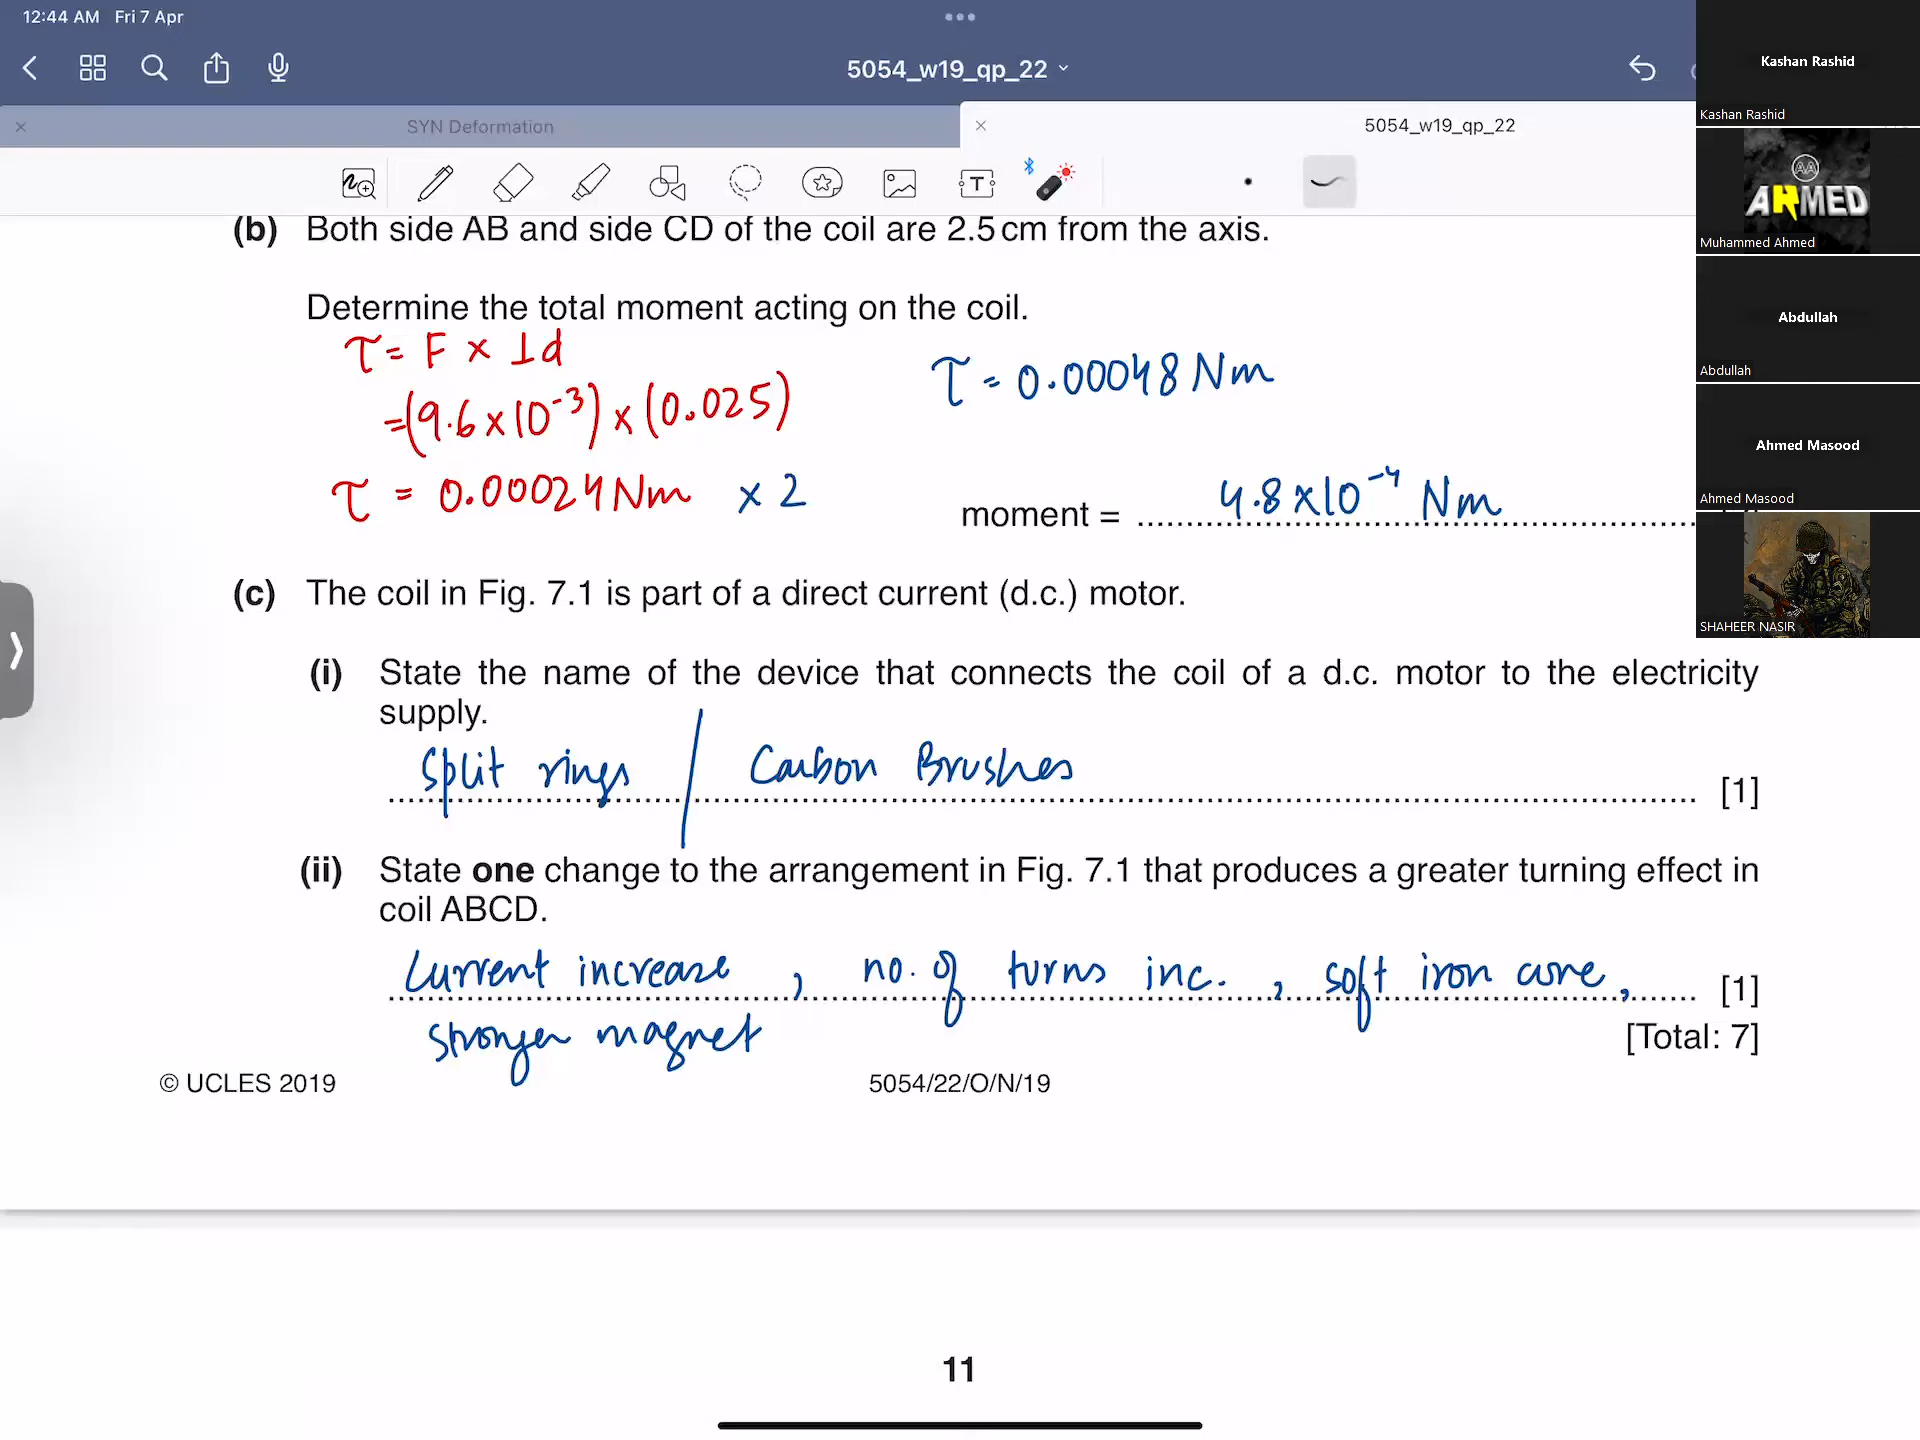 12:44 AM Fri 7 Apr
5054_w19_qp_22
SYN Deformation
5054_w19_qp_22
T
(b) Both side AB and side CD of the coil are 2.5 cm from the axis.
Determine the total moment acting on the coil.
τ = F × ⊥d
=(9.6×10⁻³)×(0.025)
τ = 0.00024Nm ×2
τ = 0.00048 Nm
moment = 4.8×10⁻⁴ Nm
(c) The coil in Fig. 7.1 is part of a direct current (d.c.) motor.
(i) State the name of the device that connects the coil of a d.c. motor to the electricity
supply.
Split rings / Carbon Brushes [1]
(ii) State one change to the arrangement in Fig. 7.1 that produces a greater turning effect in
coil ABCD.
Current increase , no. of turns inc. , soft iron core, [1]
stronger magnet
[Total: 7]
© UCLES 2019
5054/22/O/N/19
11
Kashan Rashid
Kashan Rashid
AA
ARMED
Muhammed Ahmed
Abdullah
Abdullah
Ahmed Masood
Ahmed Masood
SHAHEER NASIR